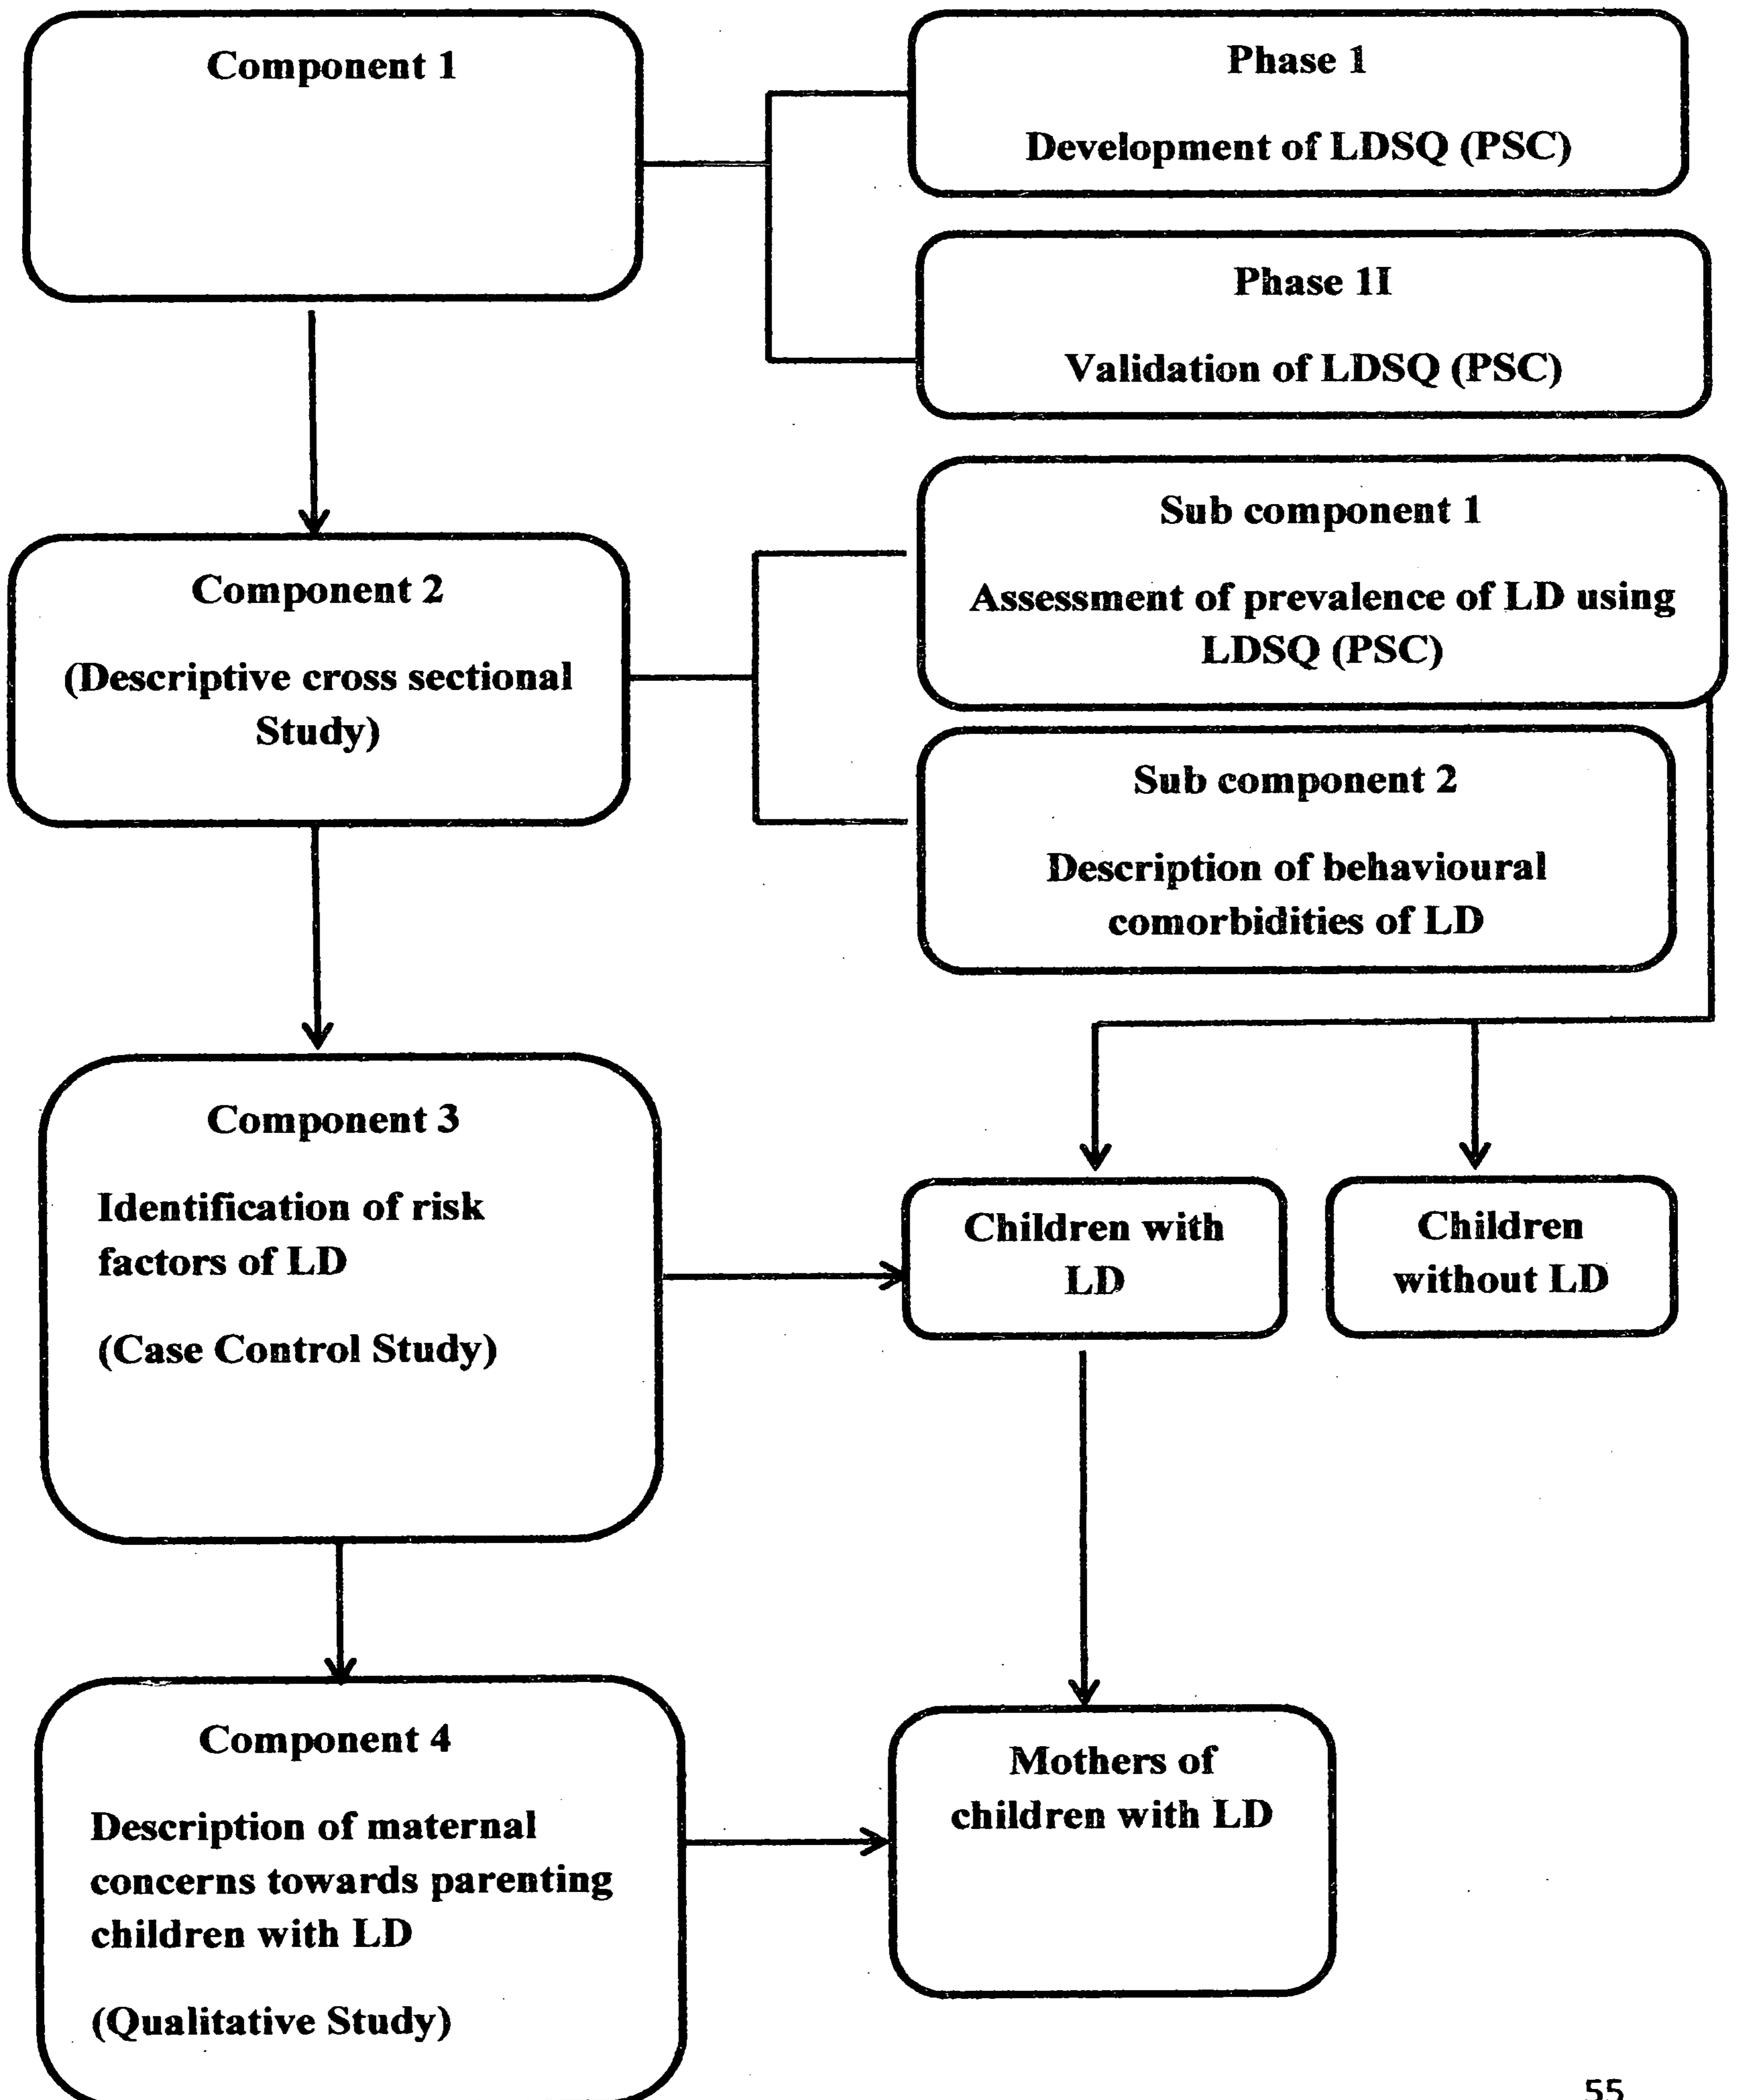 Component 1
Phase 1
Development of LDSQ (PSC)
Phase 1I
Validation of LDSQ (PSC)
Component 2
(Descriptive cross sectional
Study)
Sub component 1
Assessment of prevalence of LD using
LDSQ (PSC)
Sub component 2
Description of behavioural
comorbidities of LD
Component 3
Identification of risk
factors of LD
(Case Control Study)
Children with
LD
Children
without LD
Component 4
Description of maternal
concerns towards parenting
children with LD
(Qualitative Study)
Mothers of
children with LD
55